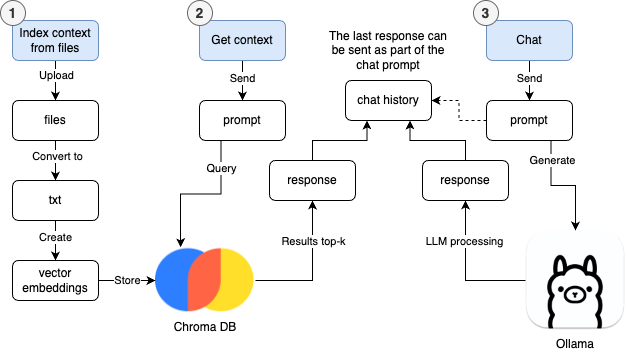 1
Index context
from files
Upload
files
Convert to
txt
Create
vector
embeddings
Store
2
Get context
Send
prompt
Query
Chroma DB
Results top-k
response
The last response can
be sent as part of the
chat prompt
chat history
3
Chat
Send
prompt
Generate
Ollama
LLM processing
response